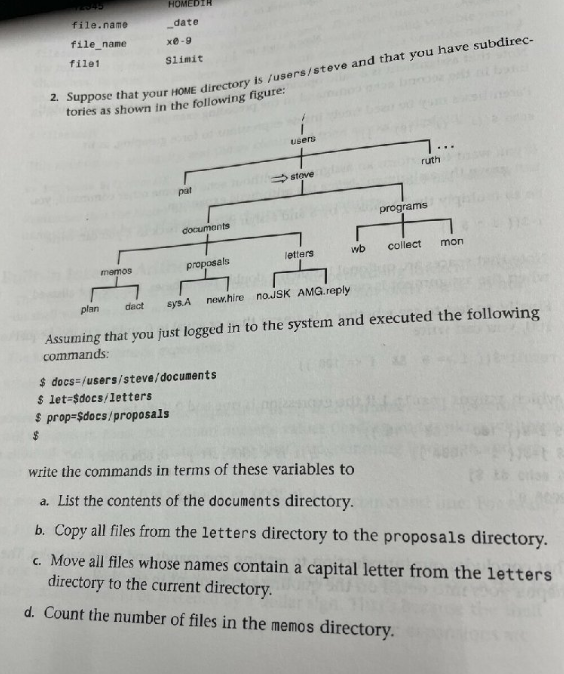 HOMEDIR
file.name _date
file_name x0-9
file1 Slimit
2. Suppose that your HOME directory is /users/steve and that you have subdirec-
tories as shown in the following figure:
/
users
pat ⇒ steve ruth ...
documents programs
memos proposals letters wb collect mon
plan dact sys.A new.hire no.JSK AMG.reply
Assuming that you just logged in to the system and executed the following
commands:
$ docs=/users/steve/documents
$ let=$docs/letters
$ prop=$docs/proposals
$
write the commands in terms of these variables to
a. List the contents of the documents directory.
b. Copy all files from the letters directory to the proposals directory.
c. Move all files whose names contain a capital letter from the letters
directory to the current directory.
d. Count the number of files in the memos directory.